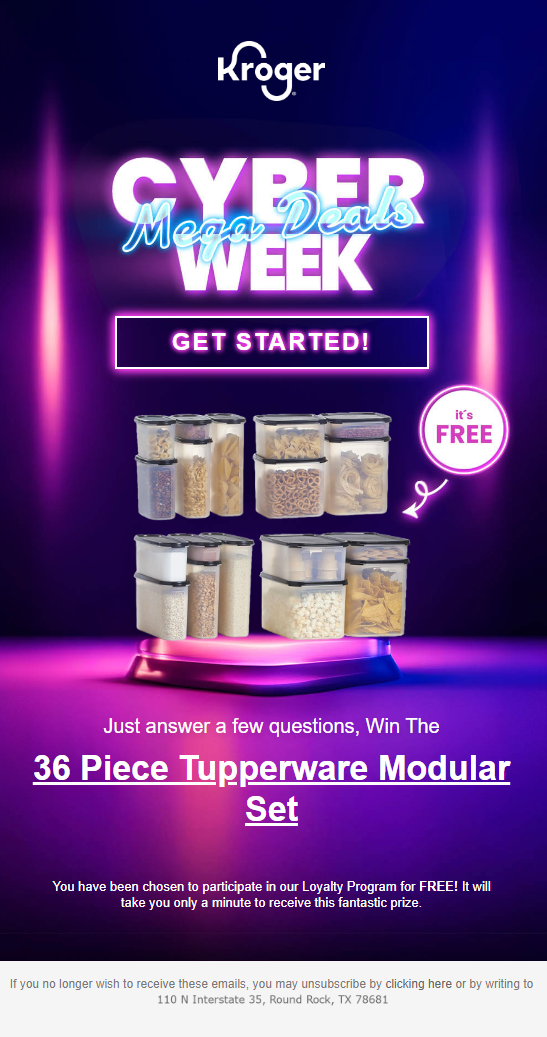 Kroger
CYBER
Mega Deals
WEEK
GET STARTED!
it´s
FREE
Just answer a few questions, Win The
36 Piece Tupperware Modular
Set
You have been chosen to participate in our Loyalty Program for FREE! It will
take you only a minute to receive this fantastic prize.
If you no longer wish to receive these emails, you may unsubscribe by clicking here or by writing to
110 N Interstate 35, Round Rock, TX 78681